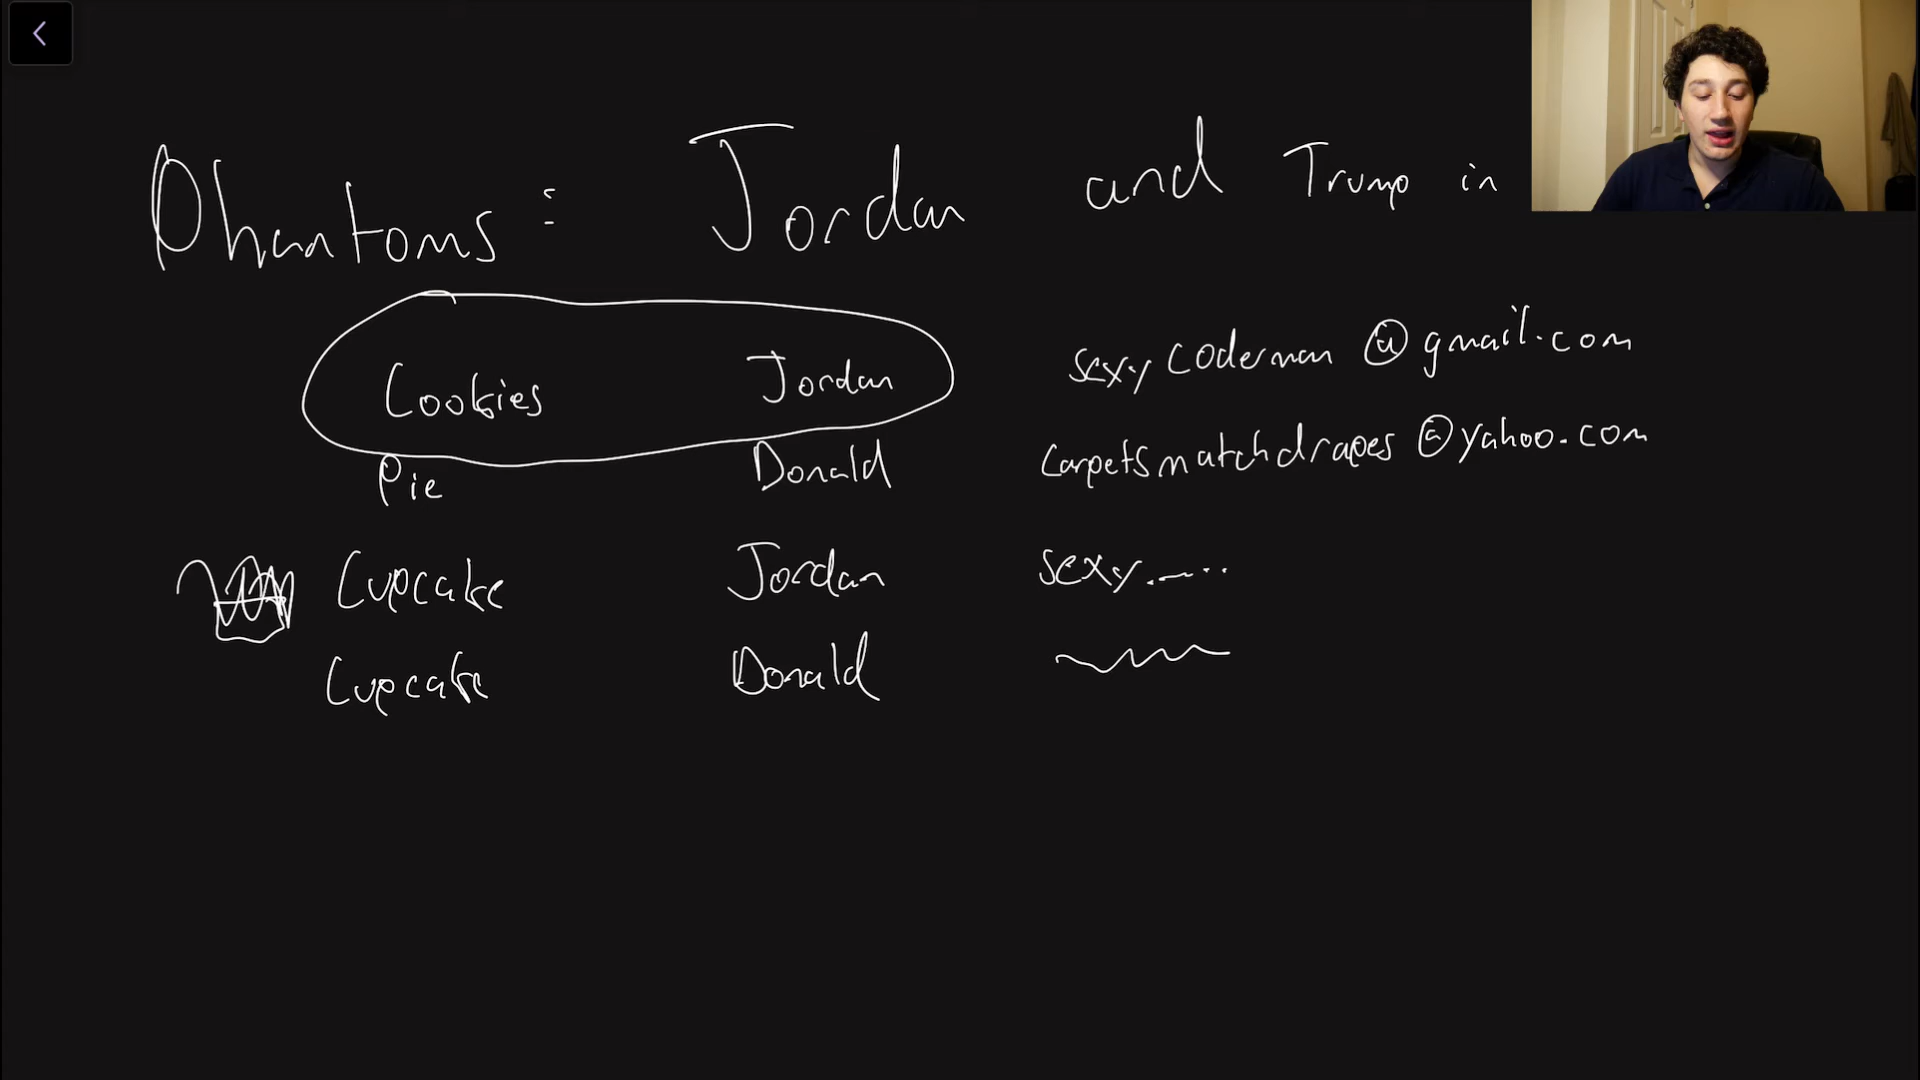 Phantoms: Jordan and Trump in
Cookies Jordan sexycoderman@gmail.com
Pie Donald carpetsmatchdrapes@yahoo.com
Cupcake Jordan sexy.-..
Cupcake Donald